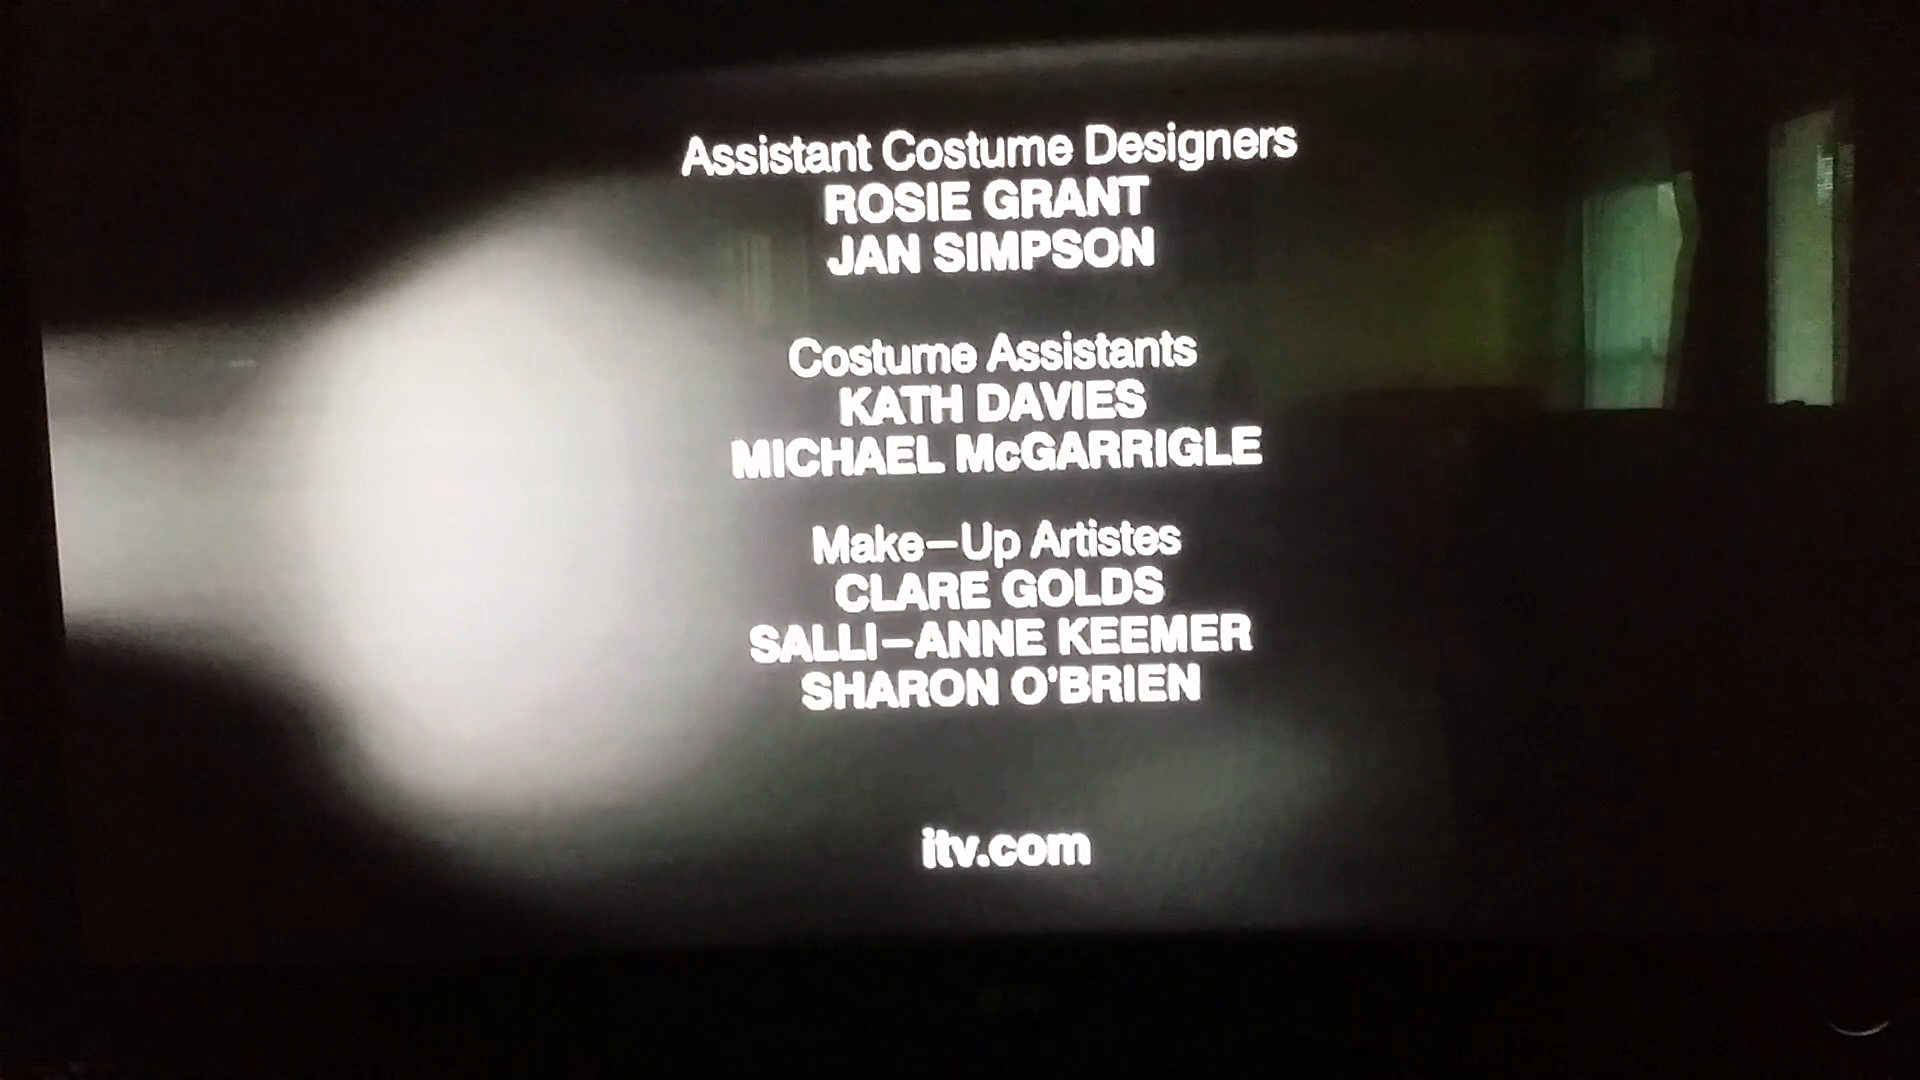 Assistant Costume Designers
ROSIE GRANT
JAN SIMPSON
Costume Assistants
KATH DAVIES
MICHAEL McGARRIGLE
Make-Up Artistes
CLARE GOLDS
SALLI-ANNE KEEMER
SHARON O'BRIEN
itv.com